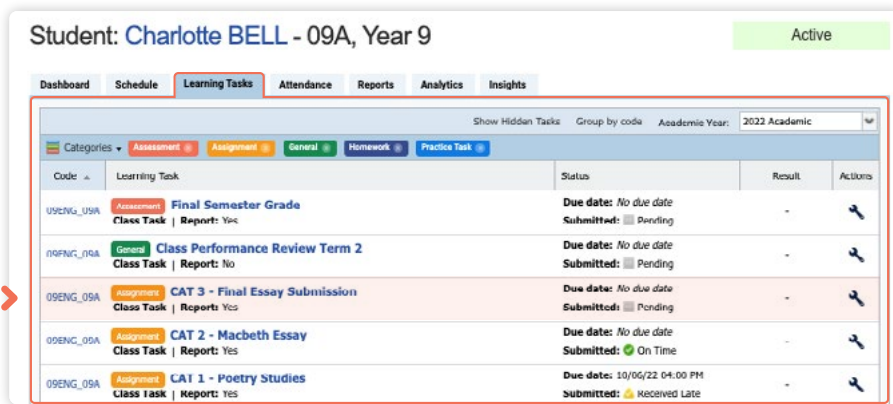 Student: Charlotte BELL - 09A, Year 9
Active
Dashboard Schedule Learning Tasks Attendance Reports Analytics Insights
Show Hidden Tasks Group by code Academic Year: 2022 Academic
Categories Assessment Assignment General Homework Practice Task
Code Learning Task Status Result Actions
09ENG_09A Assessment Final Semester Grade Due date: No due date -
Class Task | Report: Yes Submitted: Pending
09ENG_09A General Class Performance Review Term 2 Due date: No due date -
Class Task | Report: No Submitted: Pending
09ENG_09A Assignment CAT 3 - Final Essay Submission Due date: No due date -
Class Task | Report: Yes Submitted: Pending
09ENG_09A Assignment CAT 2 - Macbeth Essay Due date: No due date -
Class Task | Report: Yes Submitted: On Time
09ENG_09A Assignment CAT 1 - Poetry Studies Due date: 10/06/22 04:00 PM -
Class Task | Report: Yes Submitted: Received Late